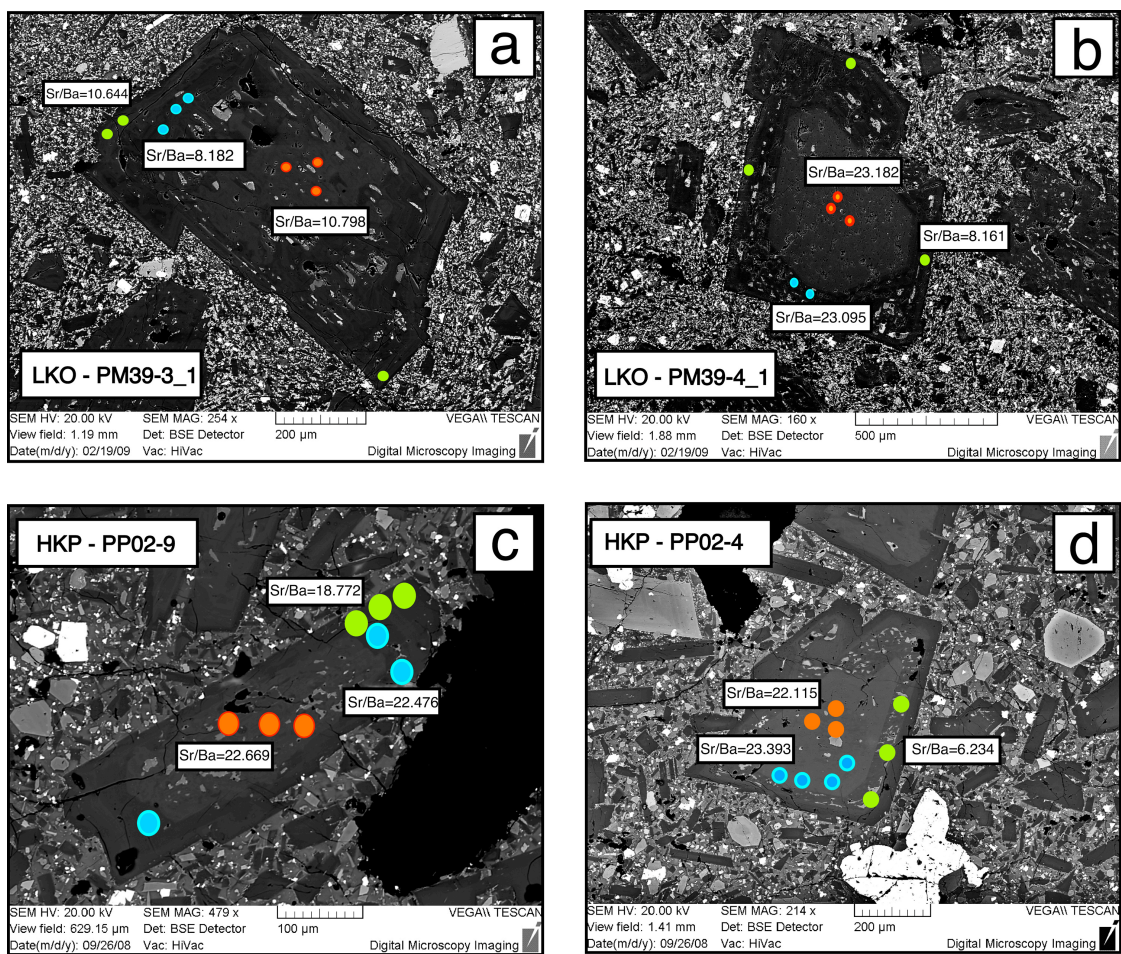 a
Sr/Ba=10.644
Sr/Ba=8.182
Sr/Ba=10.798
LKO - PM39-3_1
SEM HV: 20.00 kV SEM MAG: 254 x VEGA\\ TESCAN
View field: 1.19 mm Det: BSE Detector 200 µm
Date(m/d/y): 02/19/09 Vac: HiVac Digital Microscopy Imaging
b
Sr/Ba=23.182
Sr/Ba=8.161
Sr/Ba=23.095
LKO - PM39-4_1
SEM HV: 20.00 kV SEM MAG: 160 x VEGA\\ TESCAN
View field: 1.88 mm Det: BSE Detector 500 µm
Date(m/d/y): 02/19/09 Vac: HiVac Digital Microscopy Imaging
HKP - PP02-9
c
Sr/Ba=18.772
Sr/Ba=22.476
Sr/Ba=22.669
SEM HV: 20.00 kV SEM MAG: 479 x VEGA\\ TESCAN
View field: 629.15 µm Det: BSE Detector 100 µm
Date(m/d/y): 09/26/08 Vac: HiVac Digital Microscopy Imaging
HKP - PP02-4
d
Sr/Ba=22.115
Sr/Ba=23.393
Sr/Ba=6.234
SEM HV: 20.00 kV SEM MAG: 214 x VEGA\\ TESCAN
View field: 1.41 mm Det: BSE Detector 200 µm
Date(m/d/y): 09/26/08 Vac: HiVac Digital Microscopy Imaging